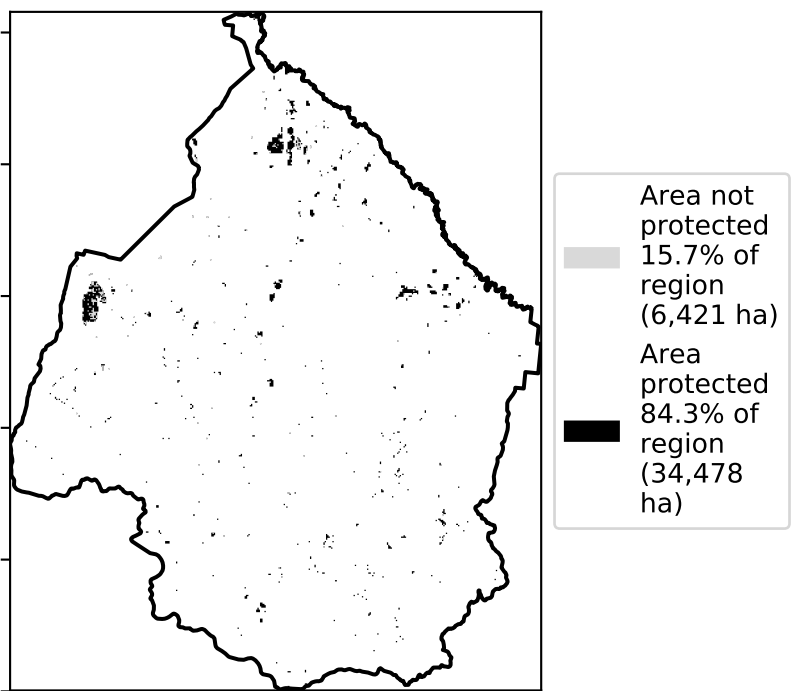 Area not
protected
15.7% of
region
(6,421 ha)
Area
protected
84.3% of
region
(34,478
ha)